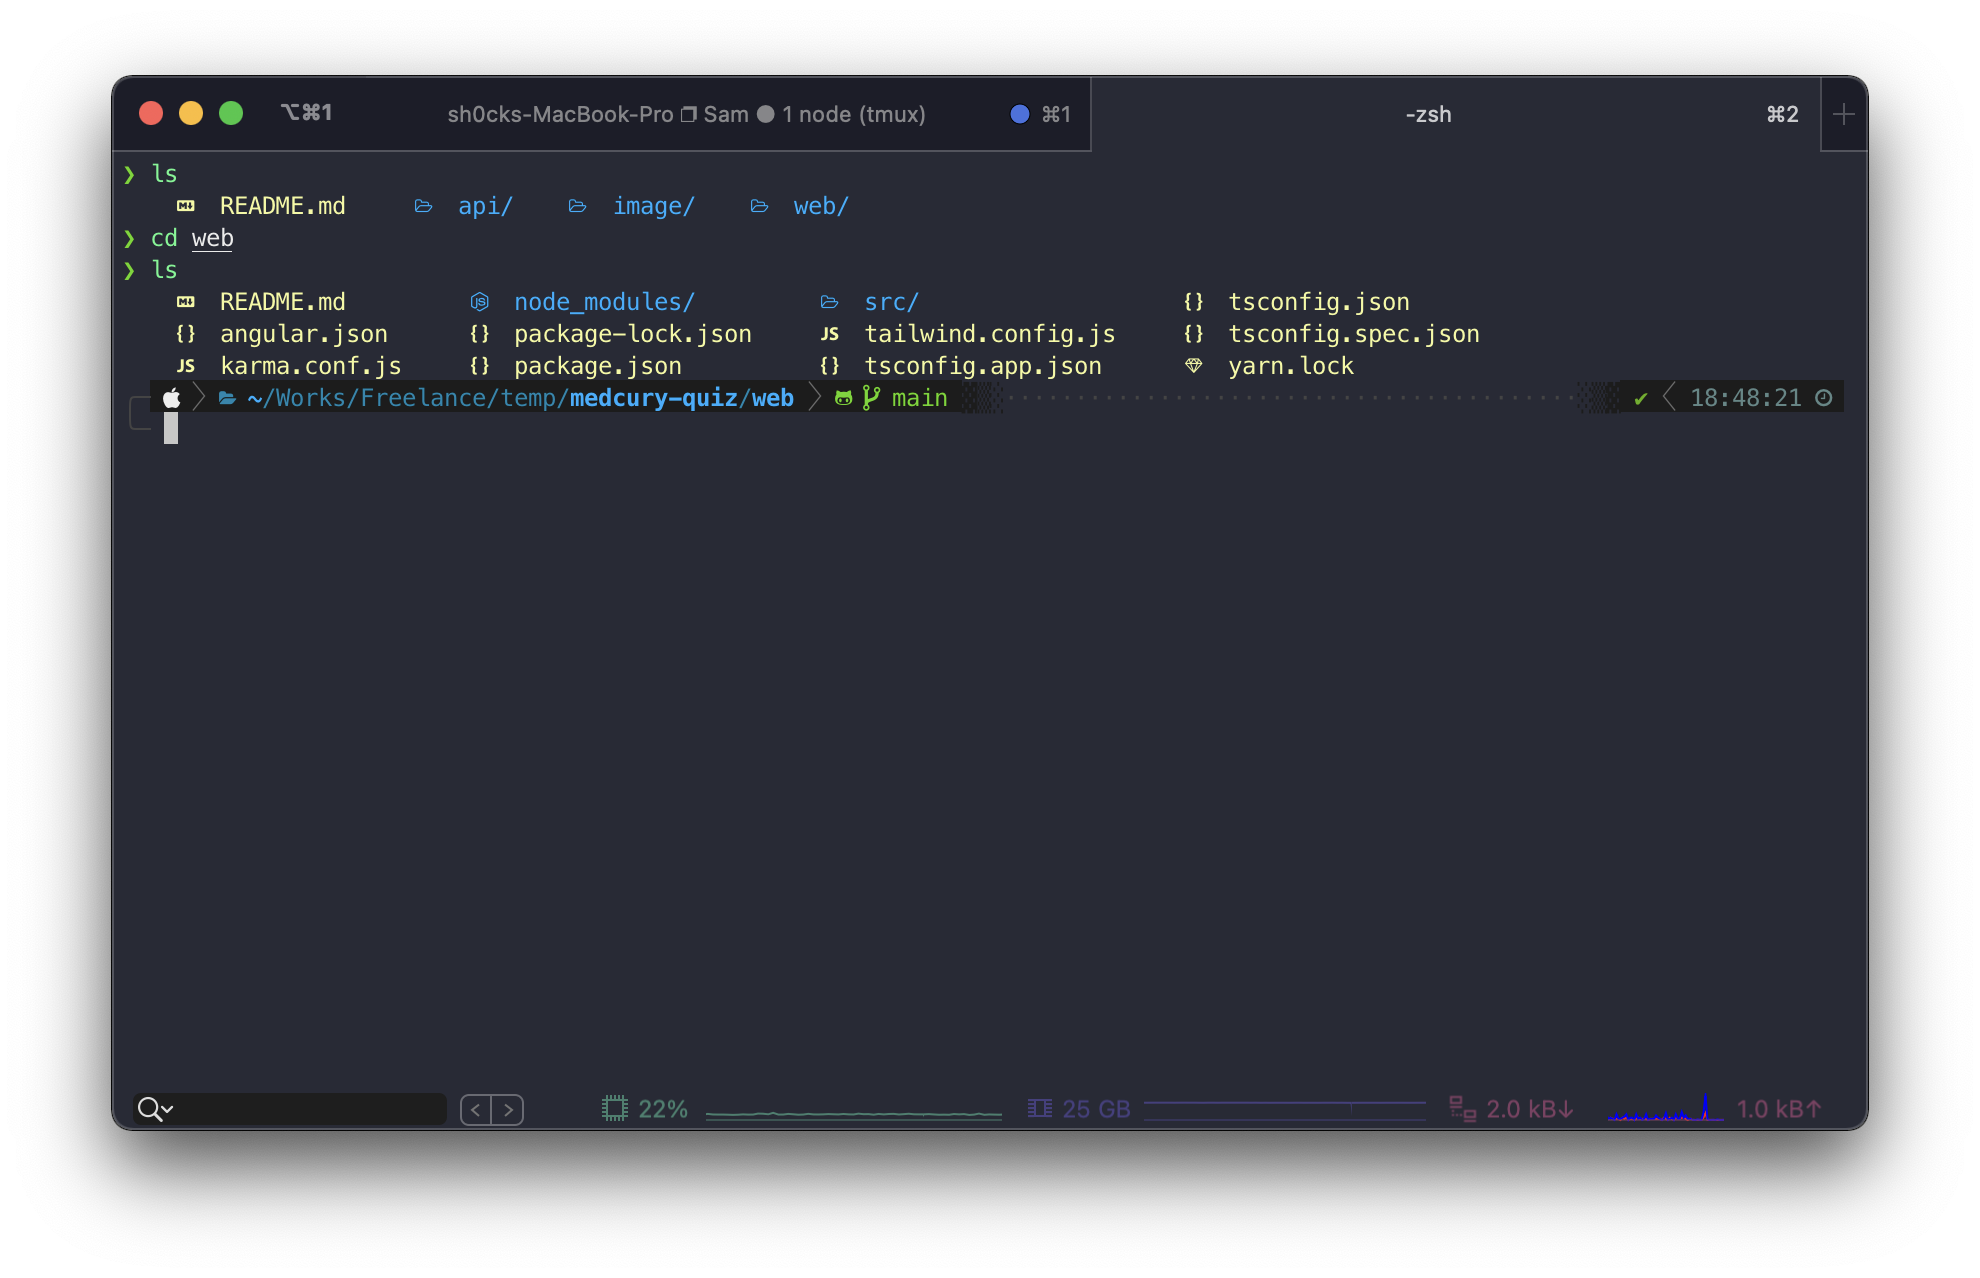 ⌥⌘1 sh0cks-MacBook-Pro Sam ● 1 node (tmux) ⌘1 -zsh ⌘2 +
❯ ls
README.md api/ image/ web/
❯ cd web
❯ ls
README.md node_modules/ src/ {} tsconfig.json
{} angular.json {} package-lock.json JS tailwind.config.js {} tsconfig.spec.json
JS karma.conf.js {} package.json {} tsconfig.app.json yarn.lock
~/Works/Freelance/temp/medcury-quiz/web main ✔ 18:48:21
22% 25 GB 2.0 kB↓ 1.0 kB↑